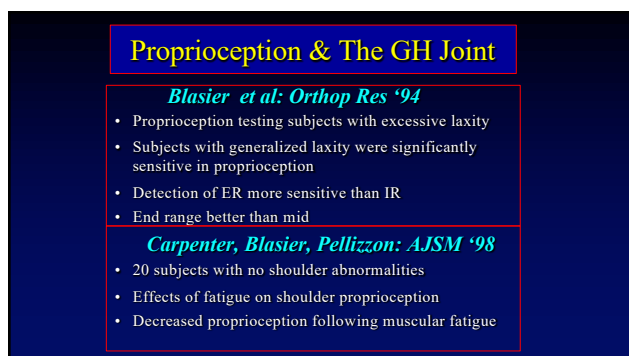 Proprioception & The GH Joint
Blasier et al: Orthop Res ‘94
• Proprioception testing subjects with excessive laxity
• Subjects with generalized laxity were significantly
sensitive in proprioception
• Detection of ER more sensitive than IR
• End range better than mid
Carpenter, Blasier, Pellizzon: AJSM ‘98
• 20 subjects with no shoulder abnormalities
• Effects of fatigue on shoulder proprioception
• Decreased proprioception following muscular fatigue